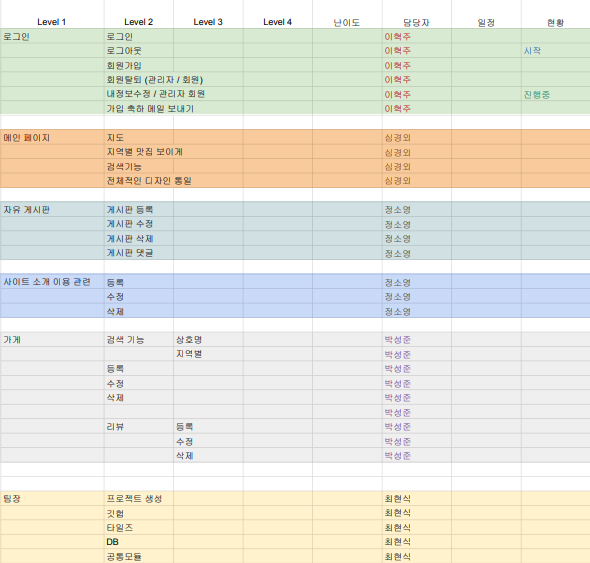 Level 1 Level 2 Level 3 Level 4 난이도 담당자 일정 현황
로그인 로그인 이혁주
로그아웃 이혁주 시작
회원가입 이혁주
회원탈퇴 (관리자 / 회원) 이혁주
내정보수정 / 관리자 회원 이혁주 진행중
가입 축하 메일 보내기 이혁주
메인 페이지 지도 심경외
지역별 맛집 보이게 심경외
검색기능 심경외
전체적인 디자인 통일 심경외
자유 게시판 게시판 등록 정소영
게시판 수정 정소영
게시판 삭제 정소영
게시판 댓글 정소영
사이트 소개 이용 관련 등록 정소영
수정 정소영
삭제 정소영
가게 검색 기능 상호명 박성준
지역별 박성준
등록 박성준
수정 박성준
삭제 박성준
박성준
리뷰 등록 박성준
수정 박성준
삭제 박성준
팀장 프로젝트 생성 최현식
깃헙 최현식
타일즈 최현식
DB 최현식
공통모듈 최현식